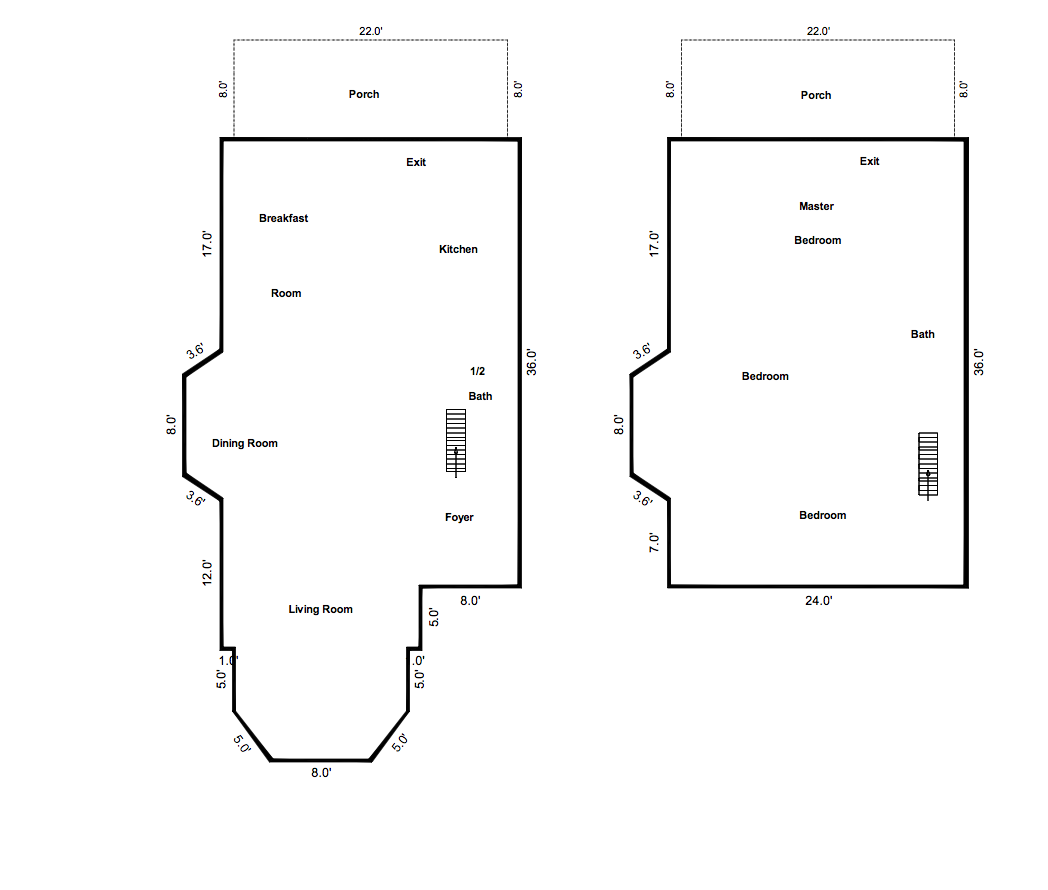 22.0'
8.0'
Porch
8.0'
Exit
Breakfast
Kitchen
Room
17.0'
3.6'
36.0'
1/2
Bath
8.0'
Dining Room
3.6'
Foyer
12.0'
Living Room
8.0'
5.0'
1.0'
.0'
5.0'
5.0'
5.0'
5.0'
8.0'
22.0'
8.0'
Porch
8.0'
Exit
Master
Bedroom
17.0'
Bath
3.6'
36.0'
Bedroom
8.0'
3.6'
Bedroom
7.0'
24.0'